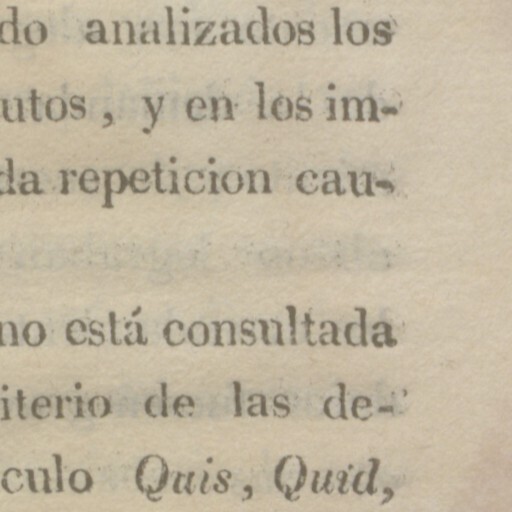 do analizados los
utos, y en los im-
da repeticion cau-
no está consultada
iterio de las de-
culo Quis, Quid,